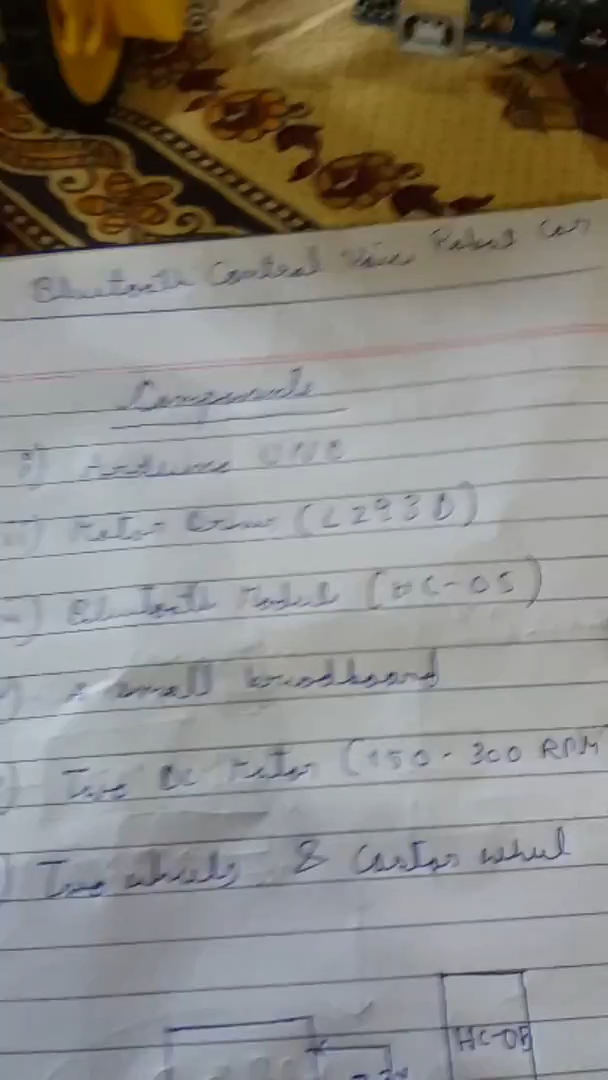 Bluetooth Control Voice Robot Car
Components
i) Arduino UNO
ii) Motor Driver (L293D)
iii) Bluetooth Module (HC-05)
A small breadboard
Two DC Motor (150-300 RPM
Two wheels & Castor wheel
HC-05